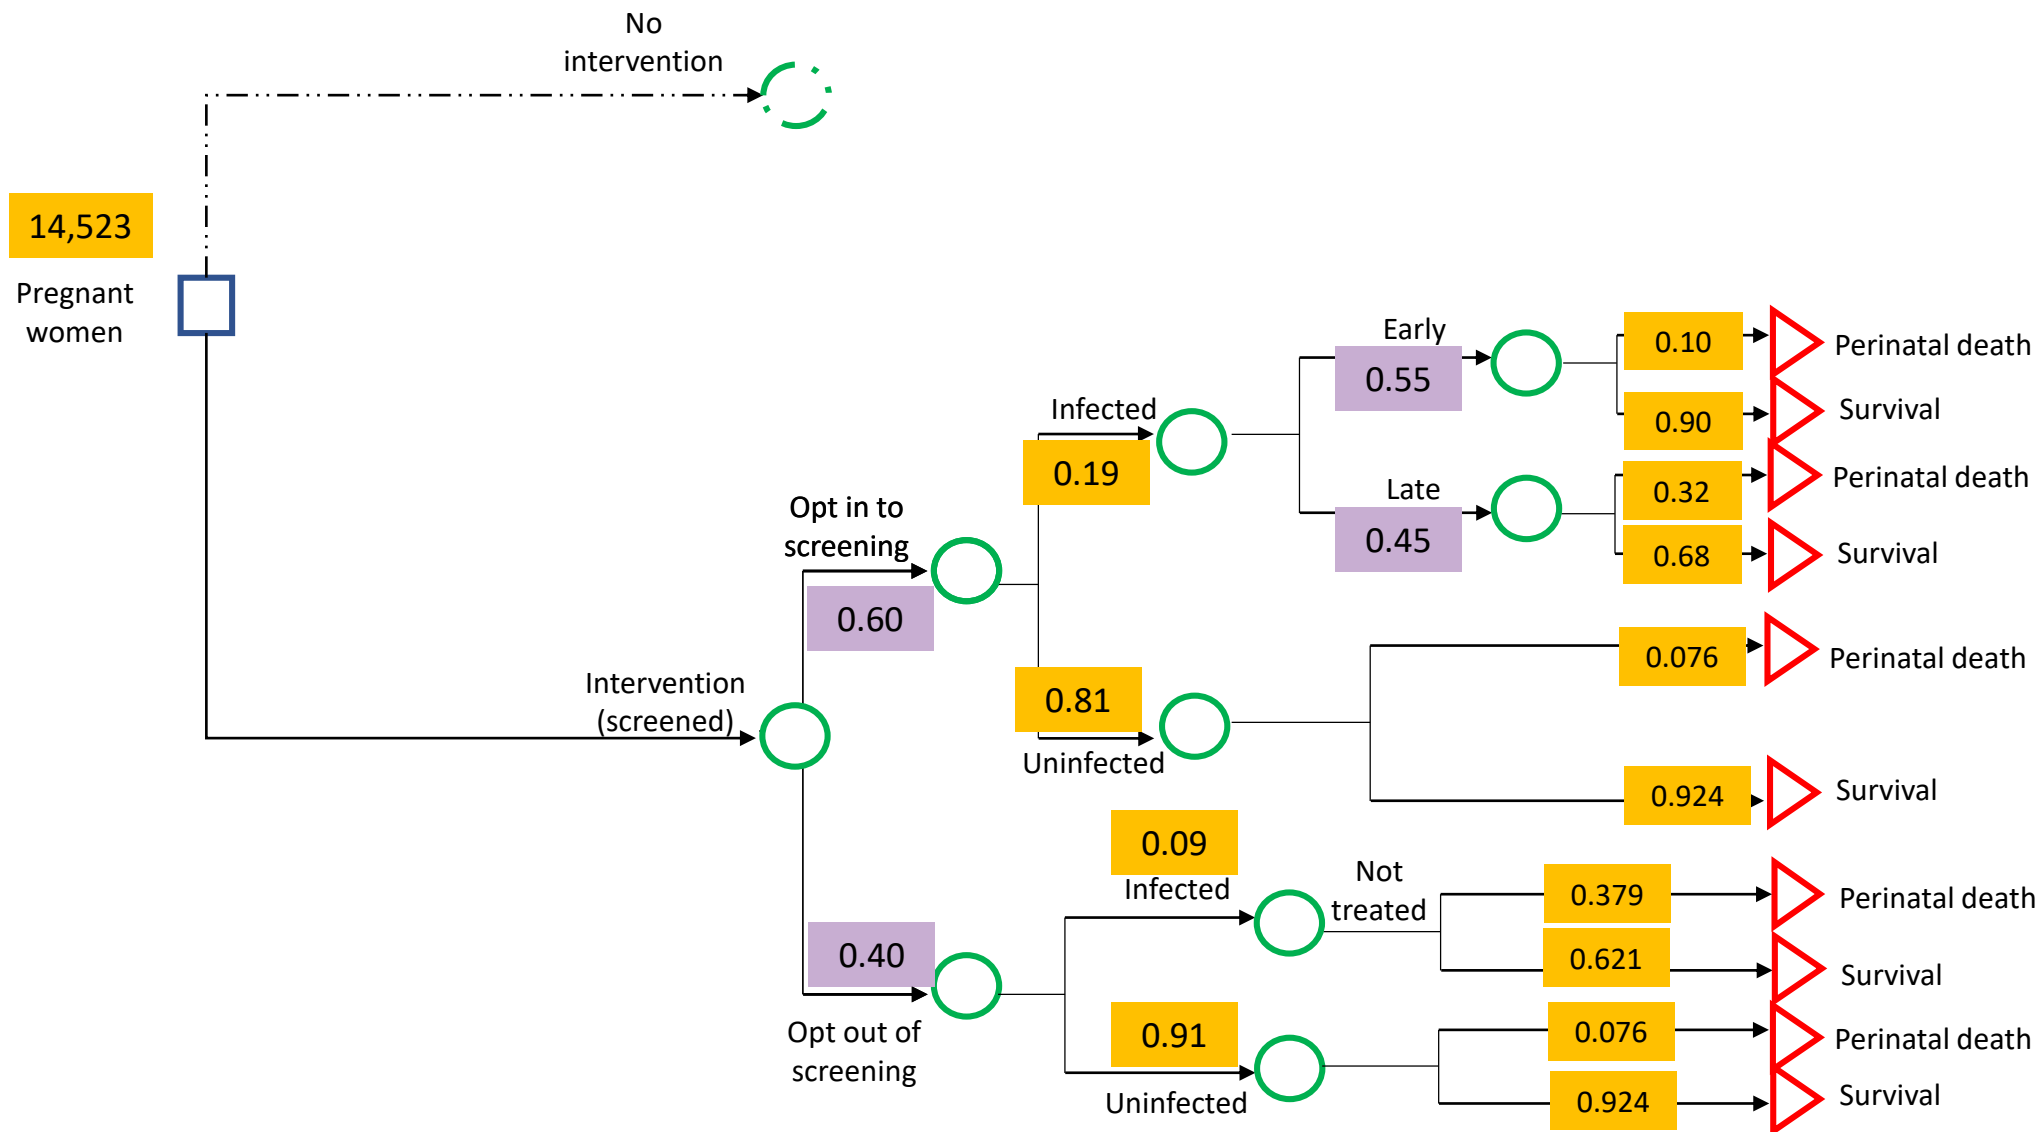 No
intervention
14,523
Pregnant
women
Intervention
(screened)
Opt in to
screening
0.60
0.40
Opt out of
screening
Infected
0.19
0.81
Uninfected
Early
0.55
Late
0.45
0.10
Perinatal death
0.90
Survival
0.32
Perinatal death
0.68
Survival
0.076
Perinatal death
0.924
Survival
0.09
Infected
Not
treated
0.91
Uninfected
0.379
Perinatal death
0.621
Survival
0.076
Perinatal death
0.924
Survival